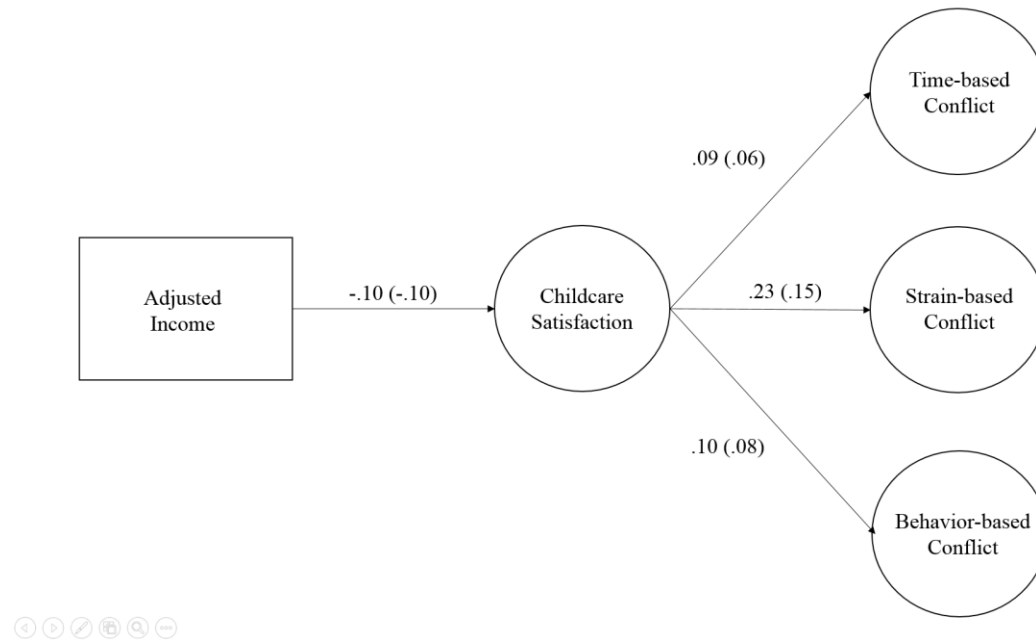 Time-based
Conflict
.09 (.06)
Adjusted
Income
-.10 (-.10)
Childcare
Satisfaction
.23 (.15)
Strain-based
Conflict
.10 (.08)
Behavior-based
Conflict